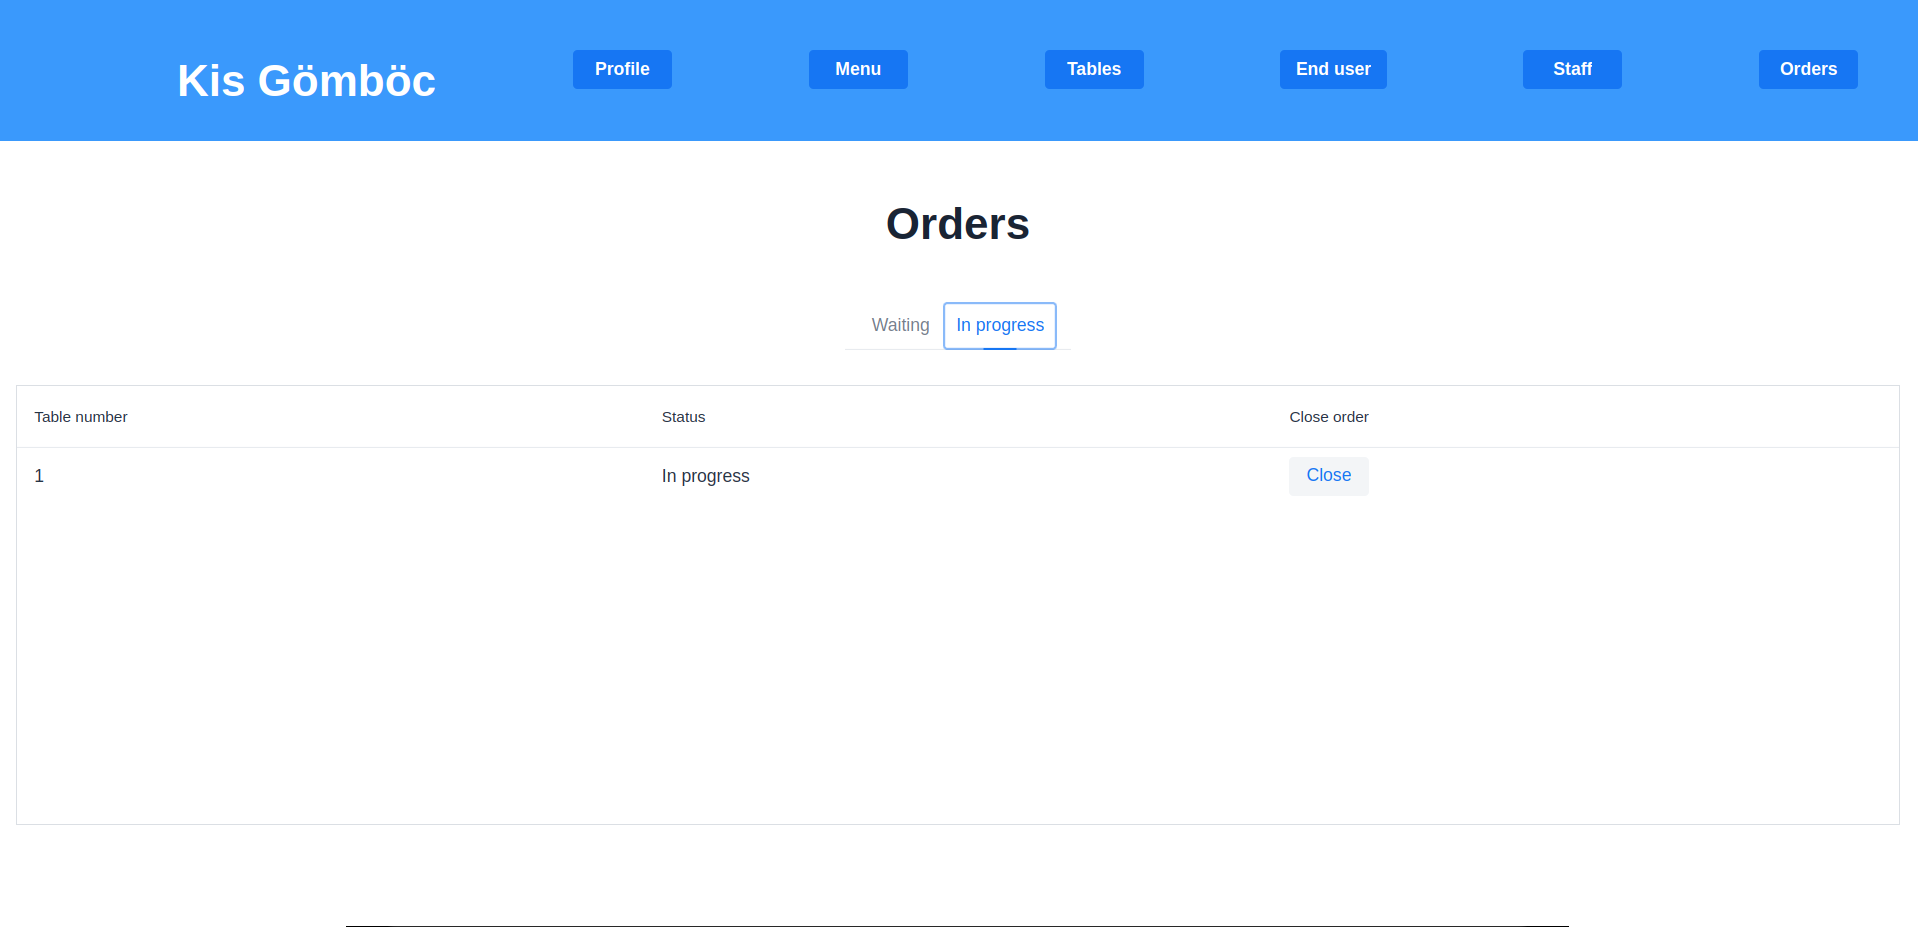 Kis Gömböc
Profile
Menu
Tables
End user
Staff
Orders
Orders
Waiting
In progress
Table number
Status
Close order
1
In progress
Close